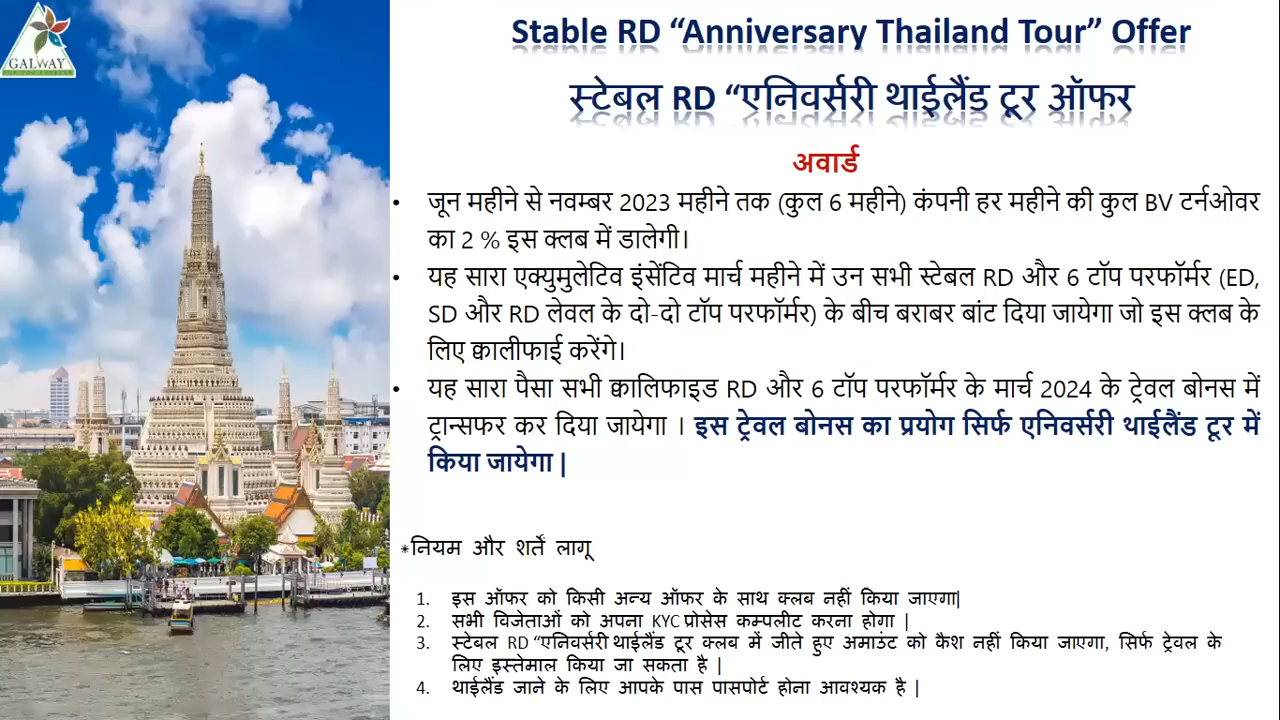 GALWAY
Stable RD “Anniversary Thailand Tour” Offer
स्टेबल RD “एनिवर्सरी थाईलैंड टूर ऑफर
अवार्ड
• जून महीने से नवम्बर 2023 महीने तक (कुल 6 महीने) कंपनी हर महीने की कुल BV टर्नओवर
का 2 % इस क्लब में डालेगी।
• यह सारा एक्युमुलेटिव इंसेंटिव मार्च महीने में उन सभी स्टेबल RD और 6 टॉप परफॉर्मर (ED,
SD और RD लेवल के दो-दो टॉप परफॉर्मर) के बीच बराबर बांट दिया जायेगा जो इस क्लब के
लिए क्वालीफाई करेंगे।
• यह सारा पैसा सभी क्वालिफाइड RD और 6 टॉप परफॉर्मर के मार्च 2024 के ट्रेवल बोनस में
ट्रान्सफर कर दिया जायेगा । इस ट्रेवल बोनस का प्रयोग सिर्फ एनिवर्सरी थाईलैंड टूर में
किया जायेगा |
*नियम और शर्तें लागू
1. इस ऑफर को किसी अन्य ऑफर के साथ क्लब नहीं किया जाएगा|
2. सभी विजेताओं को अपना KYC प्रोसेस कम्पलीट करना होगा |
3. स्टेबल RD “एनिवर्सरी थाईलैंड टूर क्लब में जीते हुए अमाउंट को कैश नहीं किया जाएगा, सिर्फ ट्रेवल के
लिए इस्तेमाल किया जा सकता है |
4. थाईलैंड जाने के लिए आपके पास पासपोर्ट होना आवश्यक है |